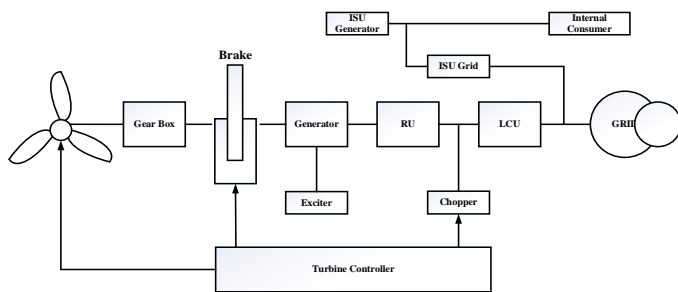 ISU
Generator
Internal
Consumer
Brake
ISU Grid
Gear Box
Generator
RU
LCU
GRID
Exciter
Chopper
Turbine Controller